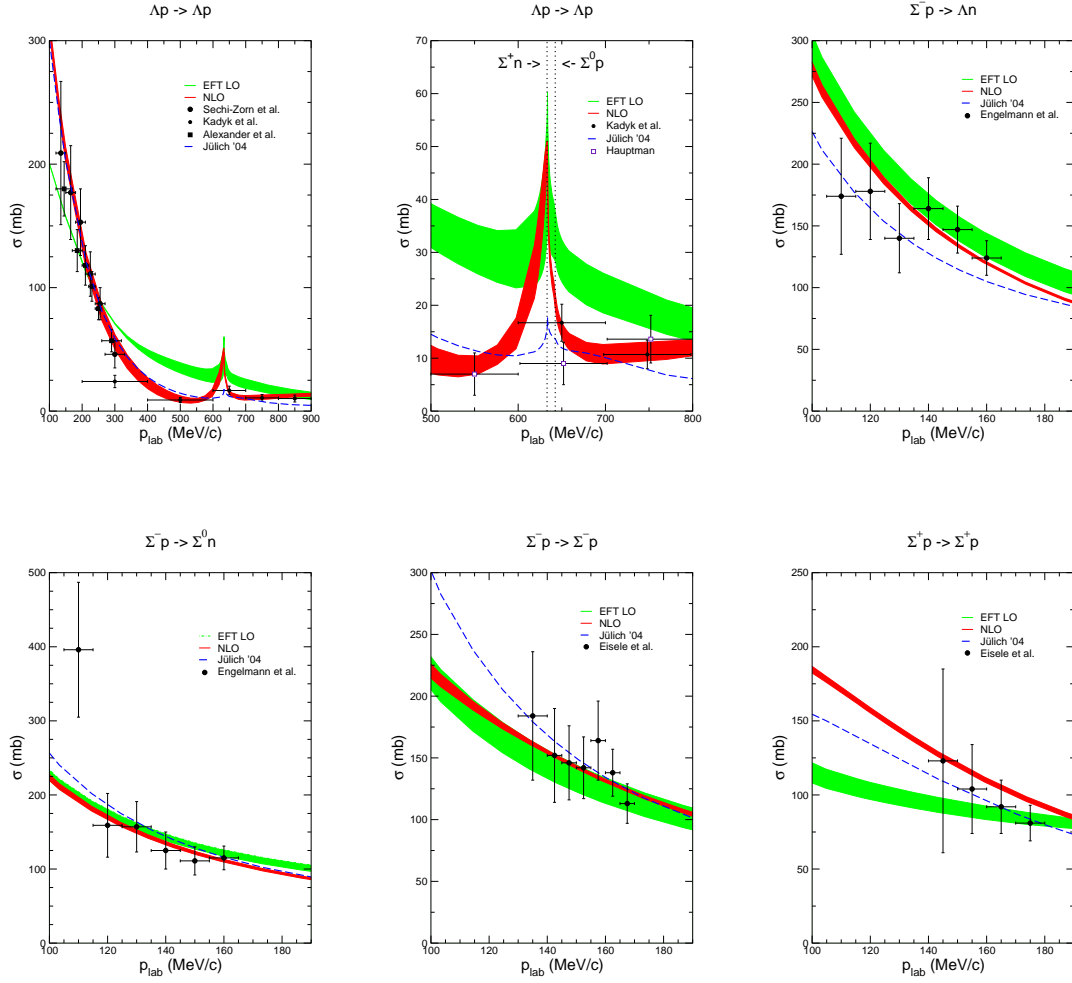 Λp -> Λp
300
250
200
150
100
50
0
σ (mb)
EFT LO
NLO
Sechi-Zorn et al.
Kadyk et al.
Alexander et al.
Jülich '04
100 200 300 400 500 600 700 800 900
p_lab (MeV/c)
Λp -> Λp
70
60
50
40
30
20
10
0
σ (mb)
Σ⁺n -> <- Σ⁰p
EFT LO
NLO
Kadyk et al.
Jülich '04
Hauptman
500 600 700 800
p_lab (MeV/c)
Σ⁻p -> Λn
300
250
200
150
100
50
0
σ (mb)
EFT LO
NLO
Jülich '04
Engelmann et al.
100 120 140 160 180
p_lab (MeV/c)
Σ⁻p -> Σ⁰n
500
400
300
200
100
0
σ (mb)
EFT LO
NLO
Jülich '04
Engelmann et al.
100 120 140 160 180
p_lab (MeV/c)
Σ⁻p -> Σ⁻p
300
250
200
150
100
50
0
σ (mb)
EFT LO
NLO
Jülich '04
Eisele et al.
100 120 140 160 180
p_lab (MeV/c)
Σ⁺p -> Σ⁺p
250
200
150
100
50
0
σ (mb)
EFT LO
NLO
Jülich '04
Eisele et al.
100 120 140 160 180
p_lab (MeV/c)